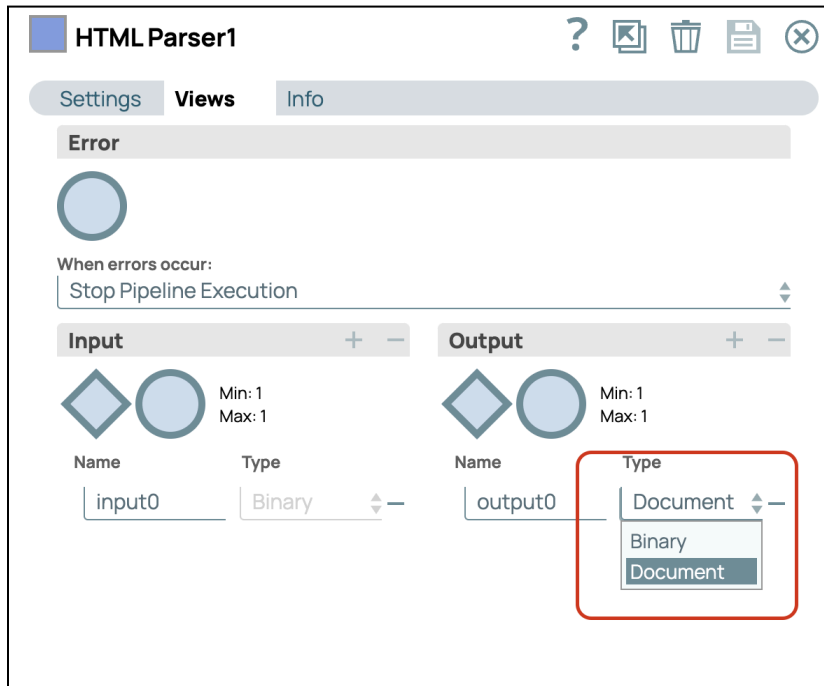 HTML Parser1
?
Settings Views Info
Error
When errors occur:
Stop Pipeline Execution
Input + −
Output + −
Min: 1
Max: 1
Min: 1
Max: 1
Name Type
Name Type
input0 Binary −
output0 Document −
Binary
Document